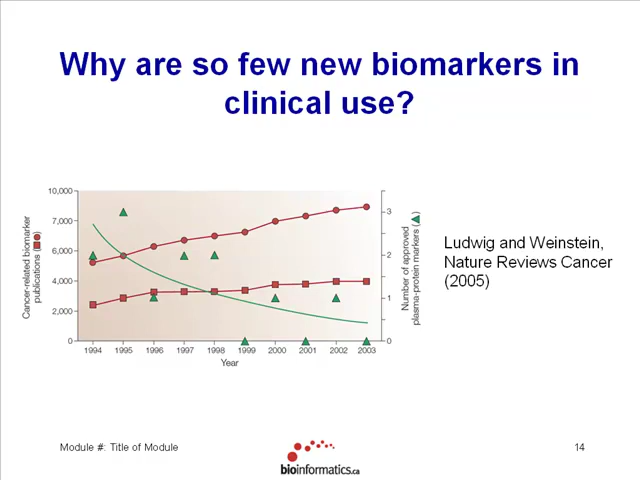 Why are so few new biomarkers in
clinical use?
Cancer-related biomarker
publications (■●)
10,000
7,000
6,000
4,000
2,000
0
3
2
1
0
Number of approved
plasma-protein markers (▲)
1994 1995 1996 1997 1998 1999 2000 2001 2002 2003
Year
Ludwig and Weinstein,
Nature Reviews Cancer
(2005)
Module #: Title of Module
bioinformatics.ca
14